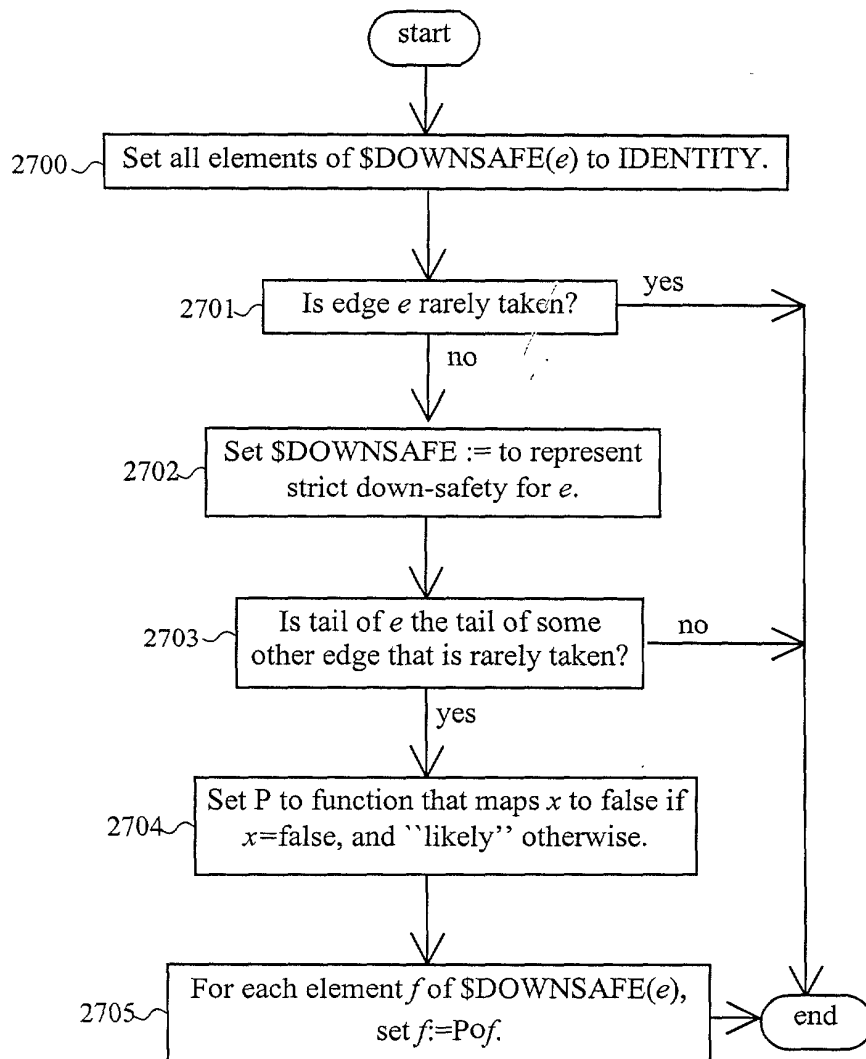 start
2700
Set all elements of $DOWNSAFE(e) to IDENTITY.
2701
Is edge e rarely taken?
yes
no
2702
Set $DOWNSAFE := to represent
strict down-safety for e.
2703
Is tail of e the tail of some
other edge that is rarely taken?
no
yes
2704
Set P to function that maps x to false if
x=false, and ``likely'' otherwise.
2705
For each element f of $DOWNSAFE(e),
set f:=Pof.
end